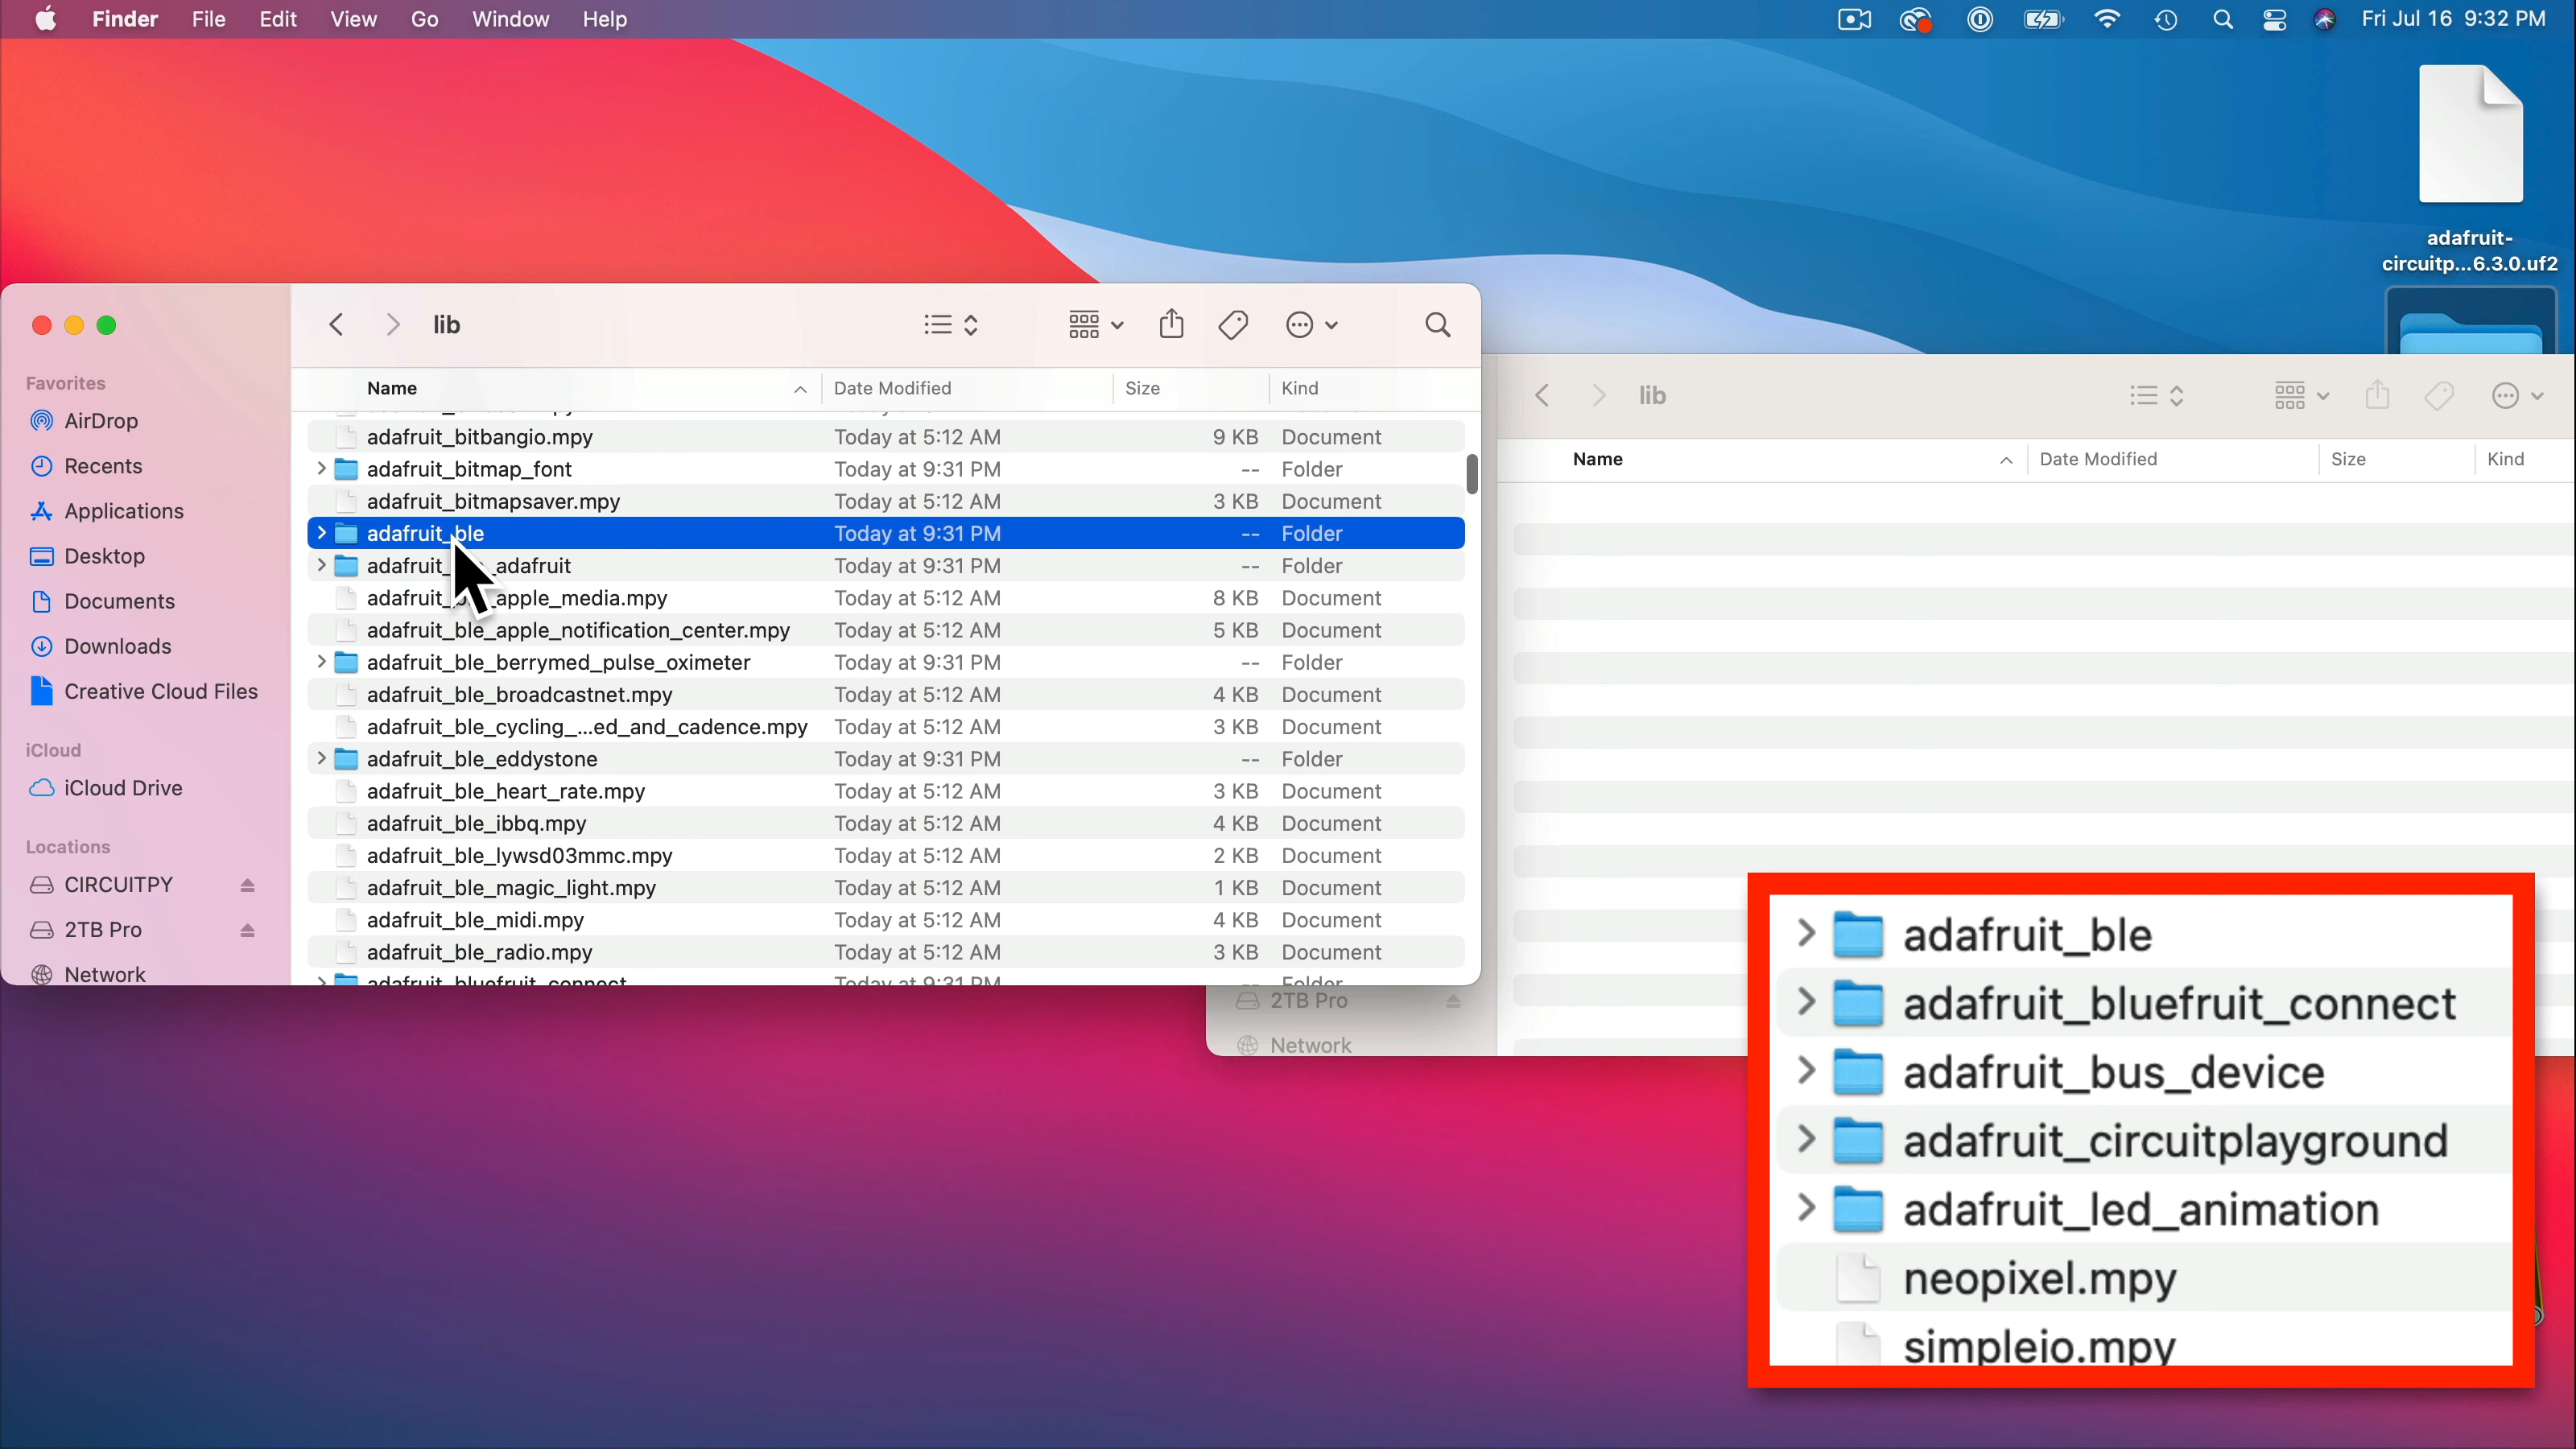 Finder File Edit View Go Window Help Fri Jul 16 9:32 PM
adafruit-
circuitp...6.3.0.uf2
lib
Name Date Modified Size Kind
Favorites
AirDrop
Recents
Applications
Desktop
Documents
Downloads
Creative Cloud Files
iCloud
iCloud Drive
Locations
CIRCUITPY
2TB Pro
Network
adafruit_bitbangio.mpy Today at 5:12 AM 9 KB Document
adafruit_bitmap_font Today at 9:31 PM -- Folder
adafruit_bitmapsaver.mpy Today at 5:12 AM 3 KB Document
adafruit_ble Today at 9:31 PM -- Folder
adafruit_ _adafruit Today at 9:31 PM -- Folder
adafruit_ _apple_media.mpy Today at 5:12 AM 8 KB Document
adafruit_ble_apple_notification_center.mpy Today at 5:12 AM 5 KB Document
adafruit_ble_berrymed_pulse_oximeter Today at 9:31 PM -- Folder
adafruit_ble_broadcastnet.mpy Today at 5:12 AM 4 KB Document
adafruit_ble_cycling_...ed_and_cadence.mpy Today at 5:12 AM 3 KB Document
adafruit_ble_eddystone Today at 9:31 PM -- Folder
adafruit_ble_heart_rate.mpy Today at 5:12 AM 3 KB Document
adafruit_ble_ibbq.mpy Today at 5:12 AM 4 KB Document
adafruit_ble_lywsd03mmc.mpy Today at 5:12 AM 2 KB Document
adafruit_ble_magic_light.mpy Today at 5:12 AM 1 KB Document
adafruit_ble_midi.mpy Today at 5:12 AM 4 KB Document
adafruit_ble_radio.mpy Today at 5:12 AM 3 KB Document
adafruit_bluefruit_connect Today at 9:31 PM -- Folder
lib
Name Date Modified Size Kind
2TB Pro
Network
adafruit_ble
adafruit_bluefruit_connect
adafruit_bus_device
adafruit_circuitplayground
adafruit_led_animation
neopixel.mpy
simpleio.mpy